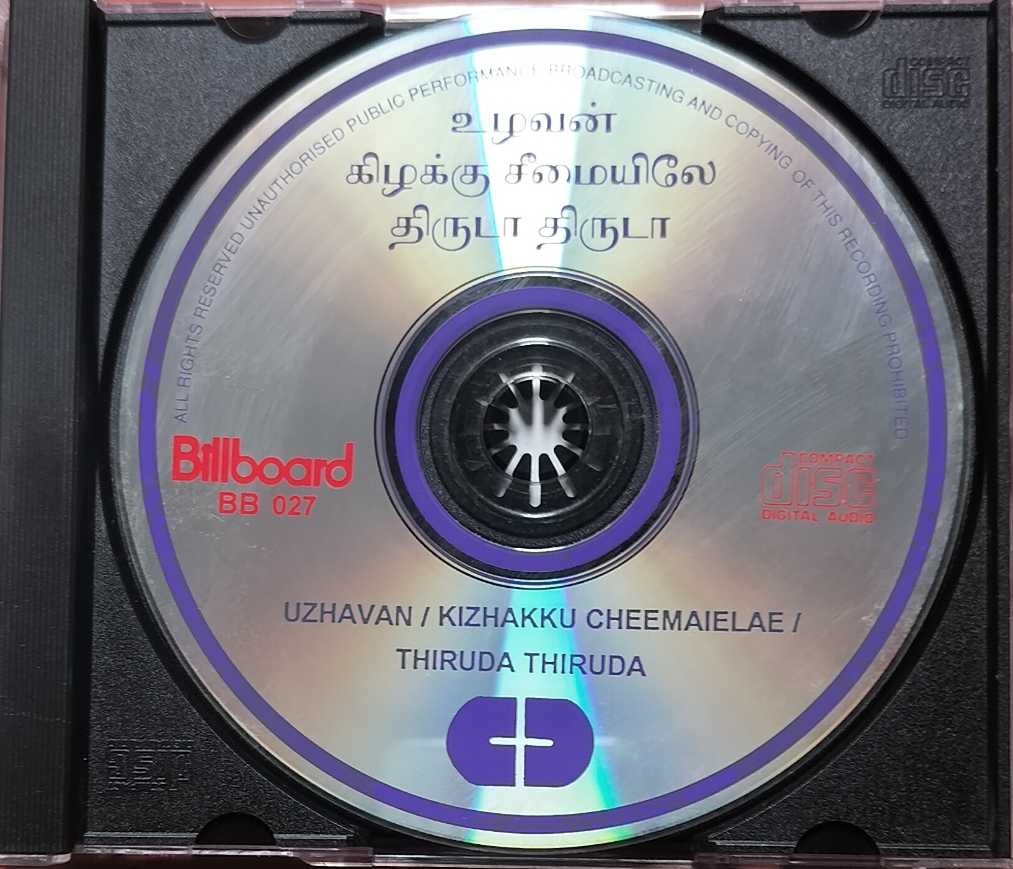 COMPACT
disc
DIGITAL AUDIO
ALL RIGHTS RESERVED UNAUTHORISED PUBLIC PERFORMANCE BROADCASTING AND COPYING OF THIS RECORDING PROHIBITED
உழவன்
கிழக்கு சீமையிலே
திருடா திருடா
Billboard
BB 027
COMPACT
disc
DIGITAL AUDIO
UZHAVAN / KIZHAKKU CHEEMAIELAE /
THIRUDA THIRUDA